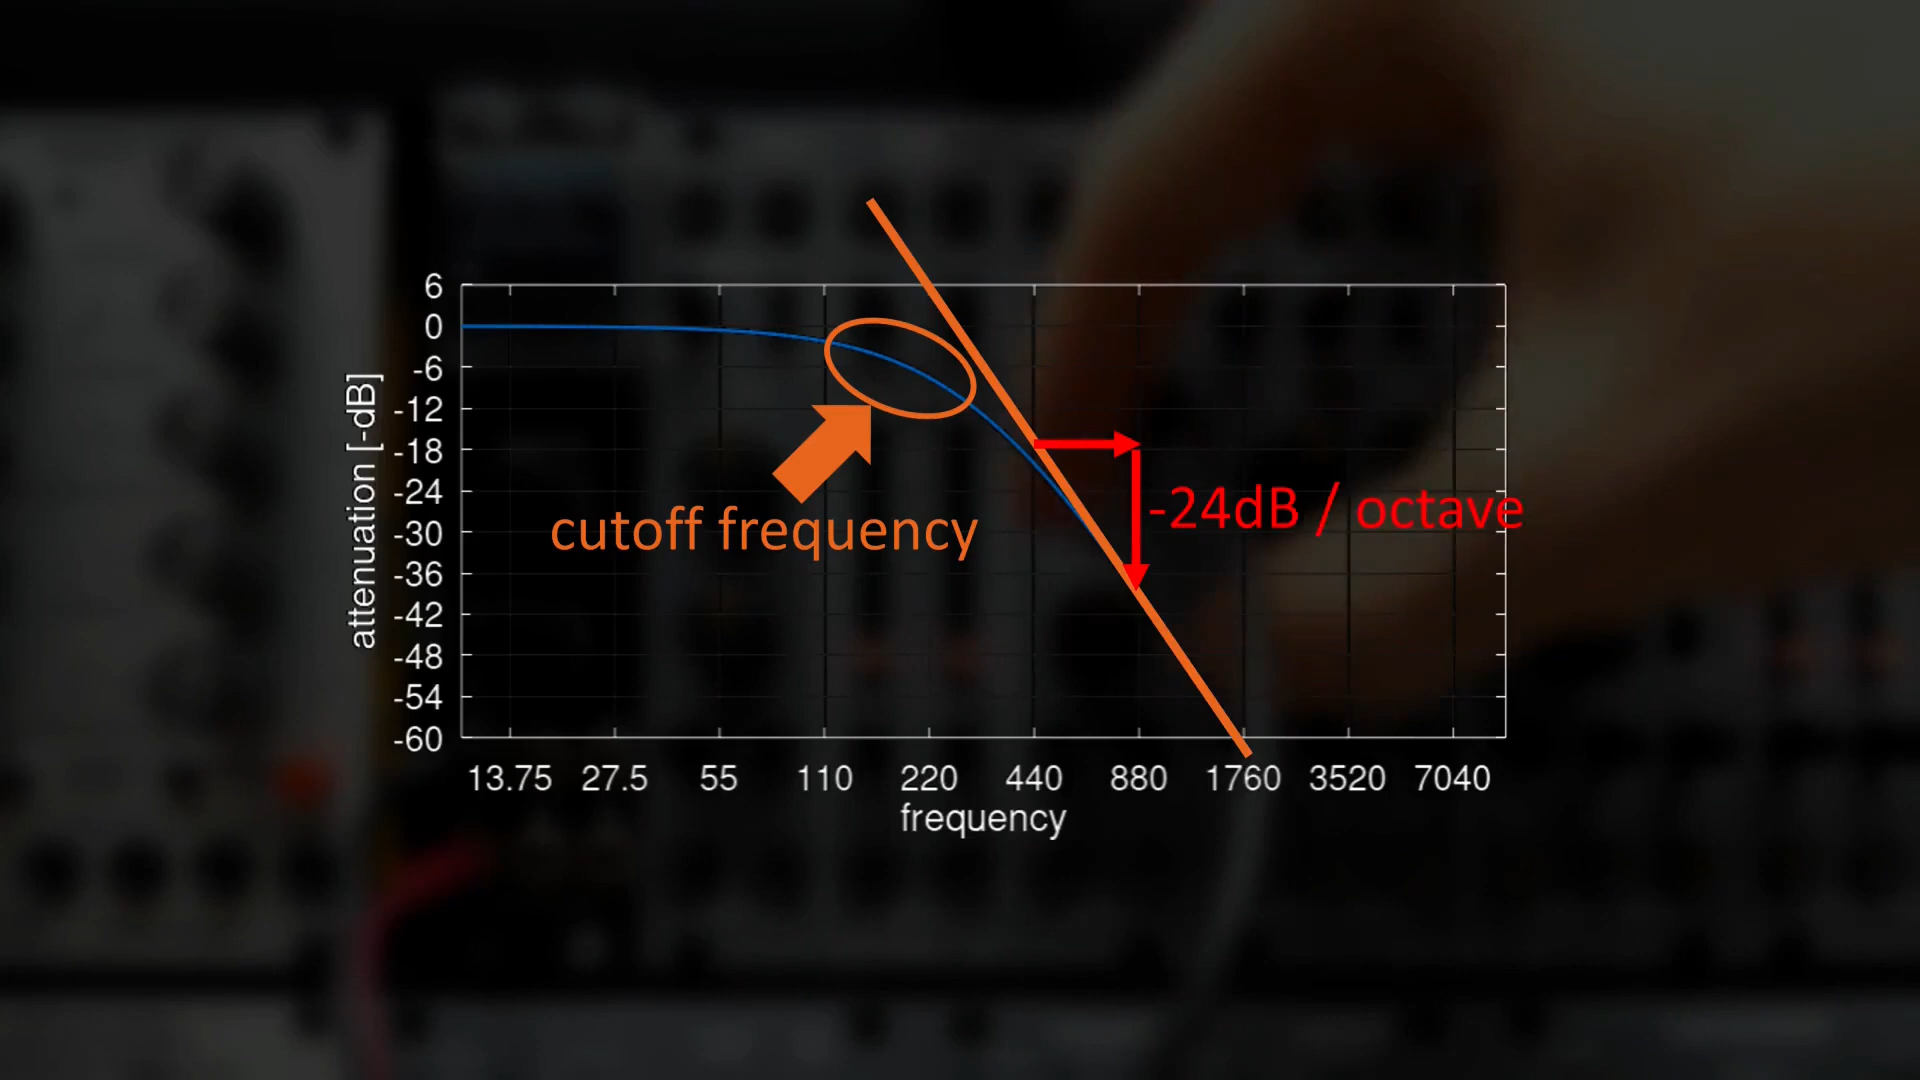 6
0
-6
-12
-18
-24
-30
-36
-42
-48
-54
-60
attenuation [-dB]
cutoff frequency
-24dB / octave
13.75 27.5 55 110 220 440 880 1760 3520 7040
frequency